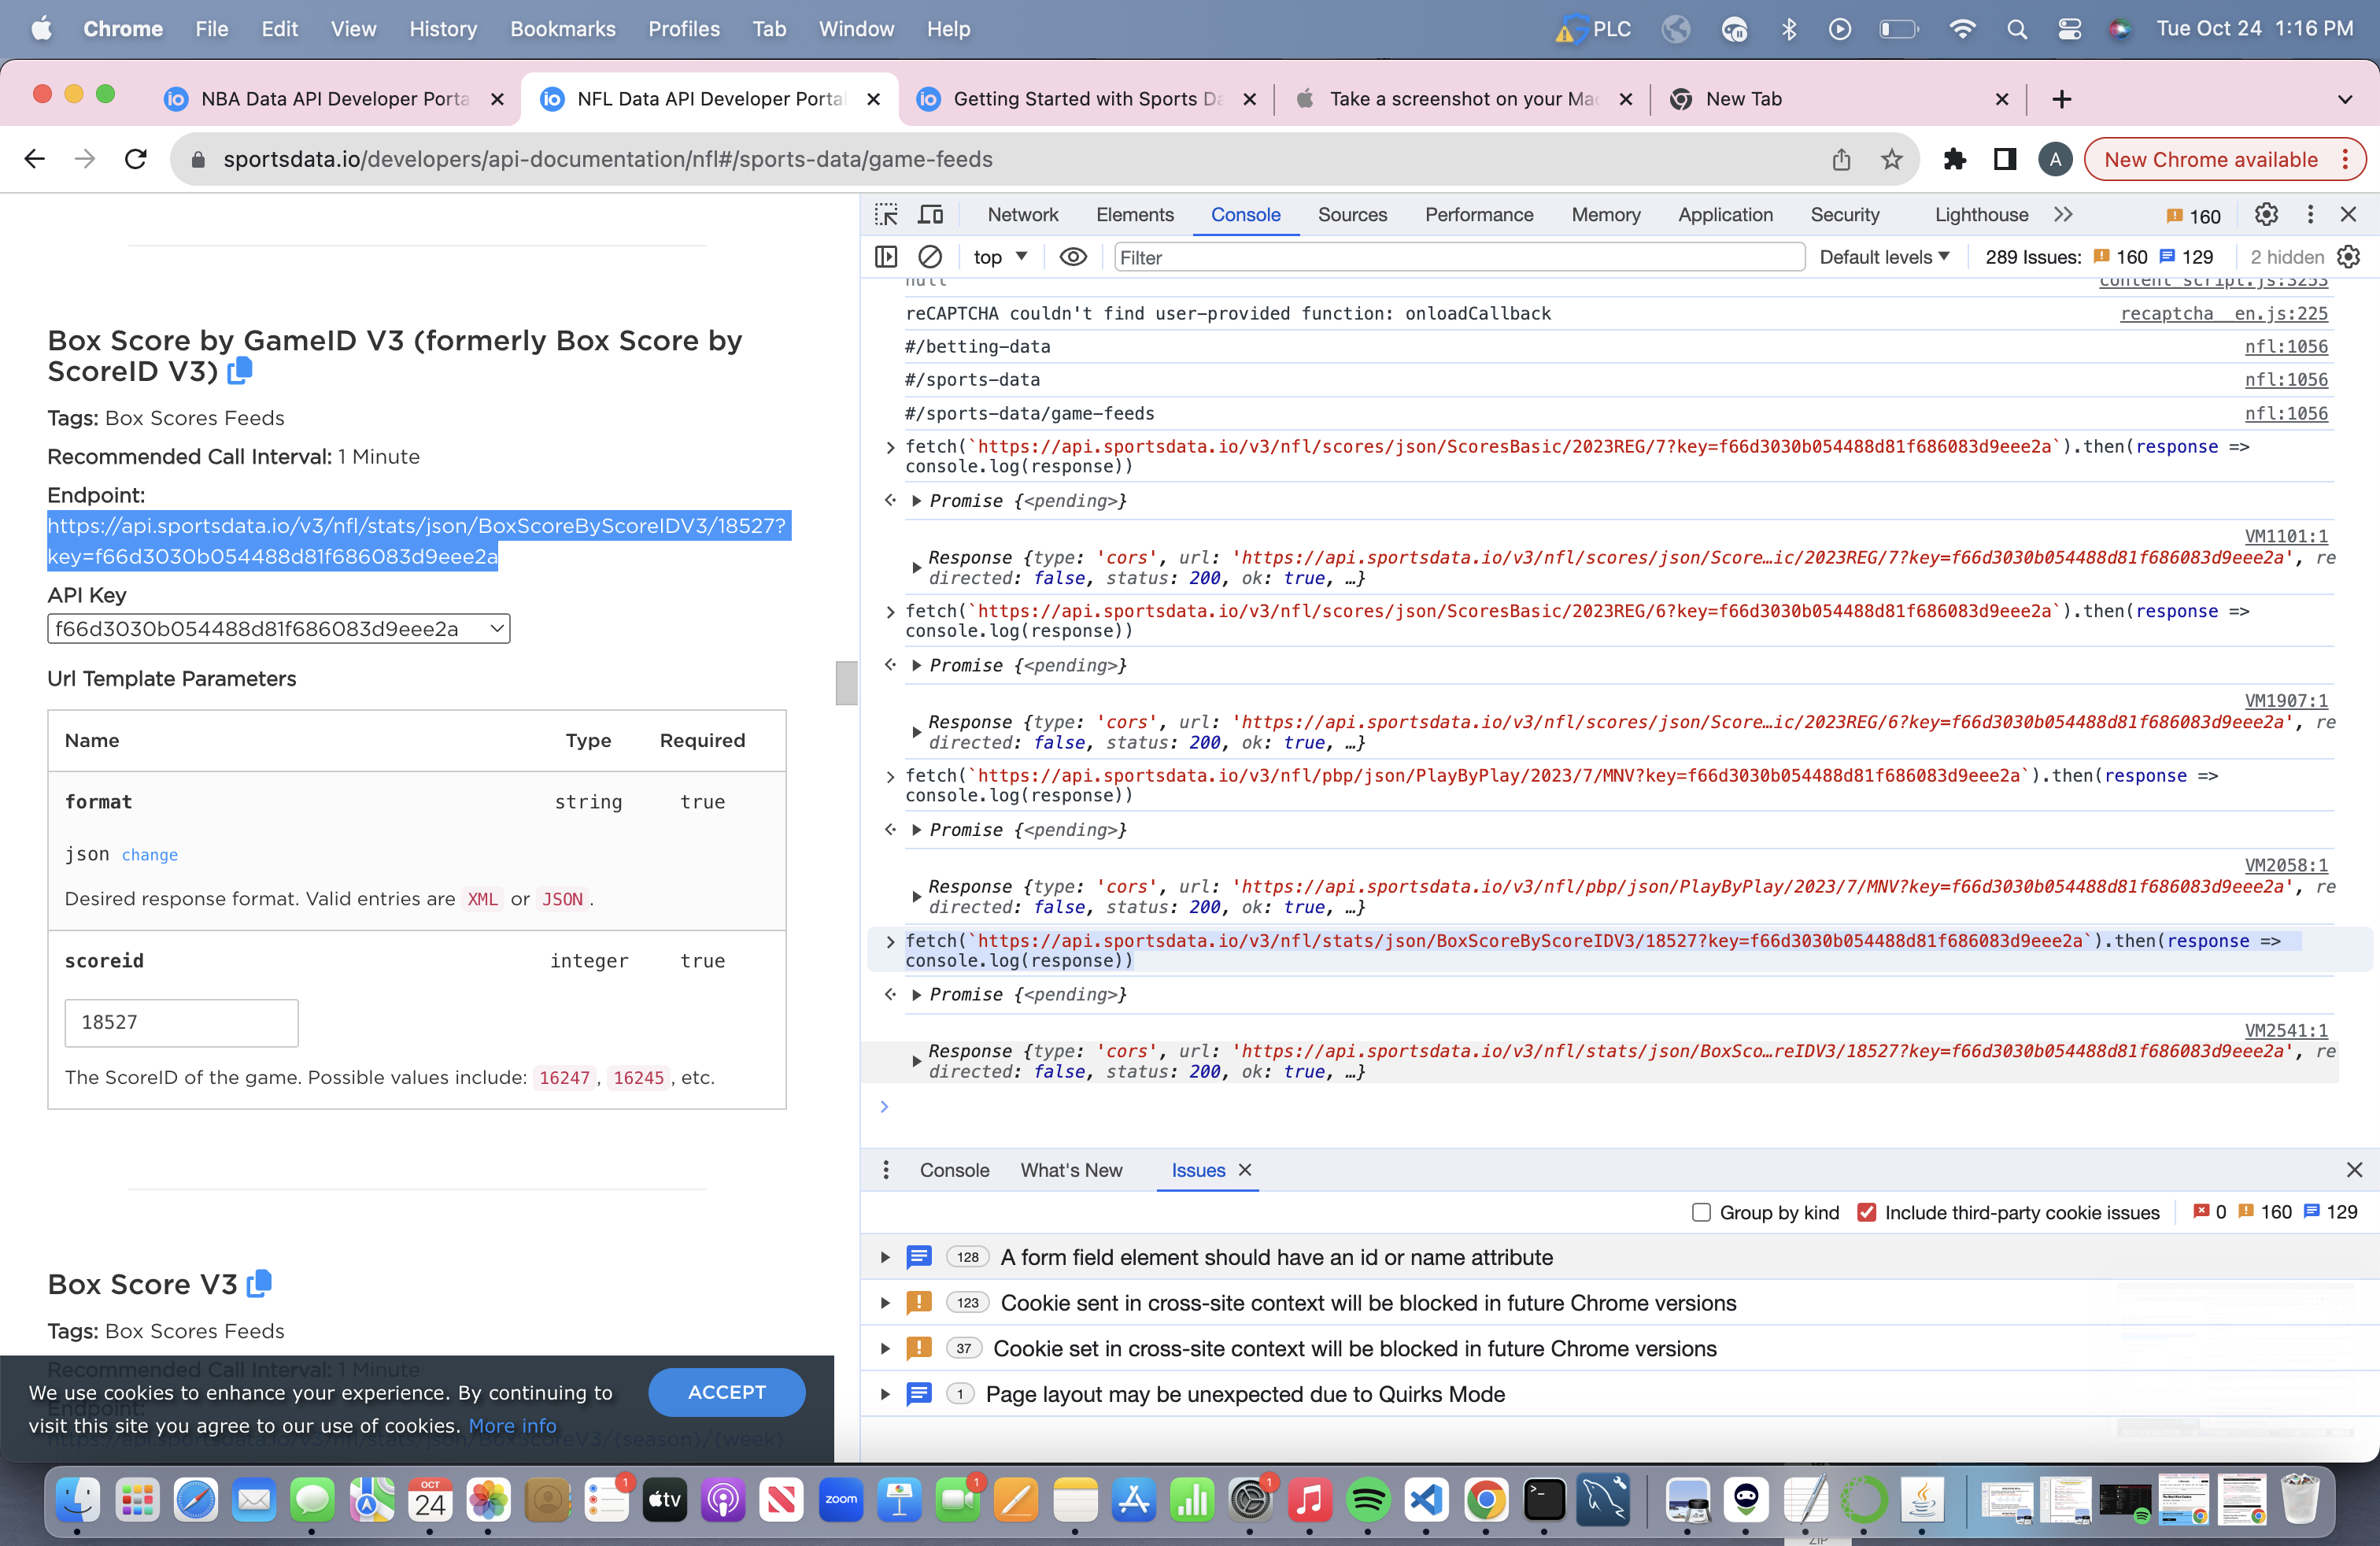 Chrome File Edit View History Bookmarks Profiles Tab Window Help PLC Tue Oct 24 1:16 PM
NBA Data API Developer Porta NFL Data API Developer Portal Getting Started with Sports Da Take a screenshot on your Mac New Tab
sportsdata.io/developers/api-documentation/nfl#/sports-data/game-feeds A New Chrome available
Box Score by GameID V3 (formerly Box Score by
ScoreID V3)
Tags: Box Scores Feeds
Recommended Call Interval: 1 Minute
Endpoint:
https://api.sportsdata.io/v3/nfl/stats/json/BoxScoreByScoreIDV3/18527?
key=f66d3030b054488d81f686083d9eee2a
API Key
f66d3030b054488d81f686083d9eee2a
Url Template Parameters
Name Type Required
format string true
json change
Desired response format. Valid entries are XML or JSON.
scoreid integer true
18527
The ScoreID of the game. Possible values include: 16247, 16245, etc.
Box Score V3
Tags: Box Scores Feeds
Recommended Call Interval: 1 Minute
Endpoint:
https://api.sportsdata.io/v3/nfl/stats/json/BoxScoreV3/{season}/{week}
We use cookies to enhance your experience. By continuing to
visit this site you agree to our use of cookies. More info
ACCEPT
Network Elements Console Sources Performance Memory Application Security Lighthouse 160
top Filter Default levels 289 Issues: 160 129 2 hidden
null content script.js:3253
reCAPTCHA couldn't find user-provided function: onloadCallback recaptcha__en.js:225
#/betting-data nfl:1056
#/sports-data nfl:1056
#/sports-data/game-feeds nfl:1056
fetch(`https://api.sportsdata.io/v3/nfl/scores/json/ScoresBasic/2023REG/7?key=f66d3030b054488d81f686083d9eee2a`).then(response =>
console.log(response))
Promise {<pending>}
VM1101:1
Response {type: 'cors', url: 'https://api.sportsdata.io/v3/nfl/scores/json/Score…ic/2023REG/7?key=f66d3030b054488d81f686083d9eee2a', re
directed: false, status: 200, ok: true, …}
fetch(`https://api.sportsdata.io/v3/nfl/scores/json/ScoresBasic/2023REG/6?key=f66d3030b054488d81f686083d9eee2a`).then(response =>
console.log(response))
Promise {<pending>}
VM1907:1
Response {type: 'cors', url: 'https://api.sportsdata.io/v3/nfl/scores/json/Score…ic/2023REG/6?key=f66d3030b054488d81f686083d9eee2a', re
directed: false, status: 200, ok: true, …}
fetch(`https://api.sportsdata.io/v3/nfl/pbp/json/PlayByPlay/2023/7/MNV?key=f66d3030b054488d81f686083d9eee2a`).then(response =>
console.log(response))
Promise {<pending>}
VM2058:1
Response {type: 'cors', url: 'https://api.sportsdata.io/v3/nfl/pbp/json/PlayByPlay/2023/7/MNV?key=f66d3030b054488d81f686083d9eee2a', re
directed: false, status: 200, ok: true, …}
fetch(`https://api.sportsdata.io/v3/nfl/stats/json/BoxScoreByScoreIDV3/18527?key=f66d3030b054488d81f686083d9eee2a`).then(response =>
console.log(response))
Promise {<pending>}
VM2541:1
Response {type: 'cors', url: 'https://api.sportsdata.io/v3/nfl/stats/json/BoxSco…reIDV3/18527?key=f66d3030b054488d81f686083d9eee2a', re
directed: false, status: 200, ok: true, …}
Console What's New Issues
Group by kind Include third-party cookie issues 0 160 129
128 A form field element should have an id or name attribute
123 Cookie sent in cross-site context will be blocked in future Chrome versions
37 Cookie set in cross-site context will be blocked in future Chrome versions
1 Page layout may be unexpected due to Quirks Mode
OCT
24
1
tv
zoom
1
1
ZIP